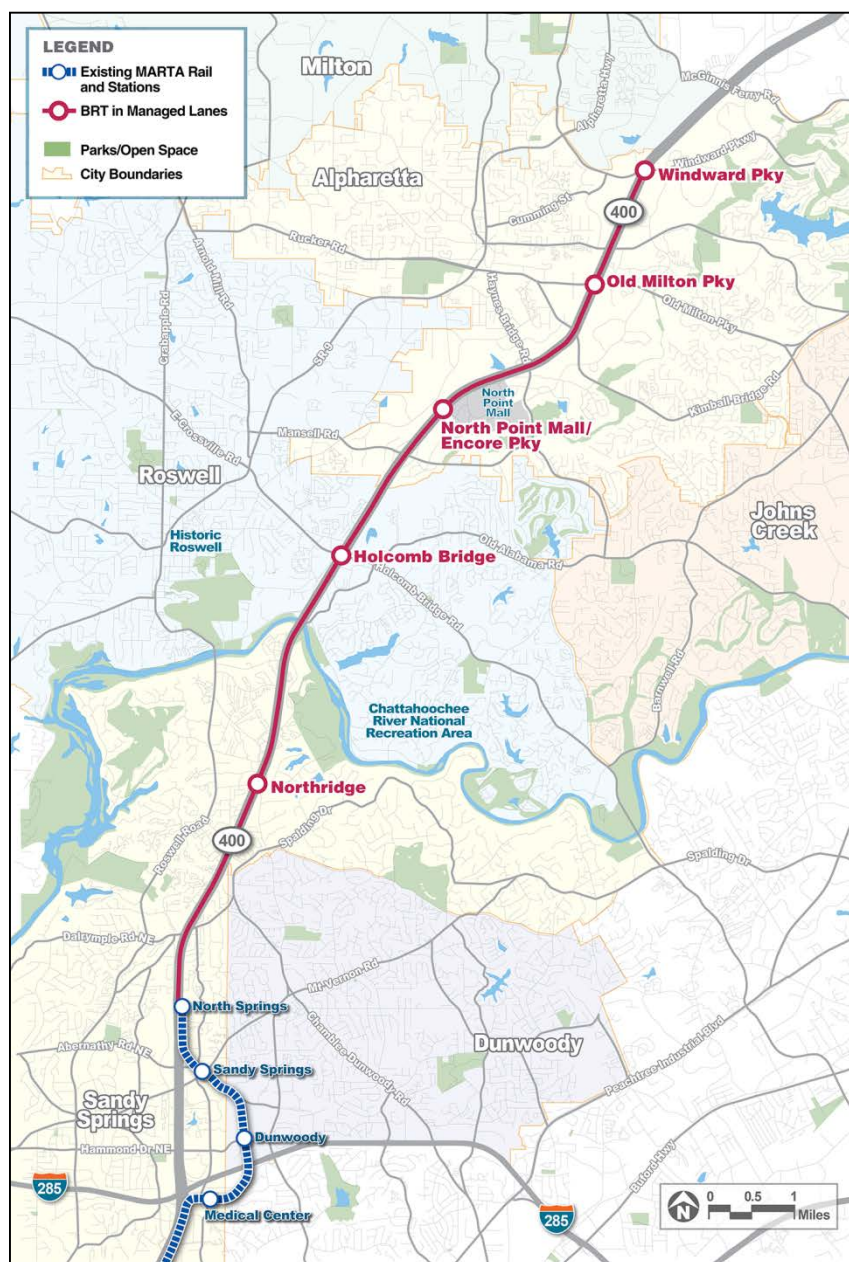 LEGEND
Existing MARTA Rail
and Stations
BRT in Managed Lanes
Parks/Open Space
City Boundaries
Milton
Alpharetta-Hwy
McGinnis Ferry Rd
Windward Pkwy
Windward Pky
Alpharetta
Cumming St
400
Rucker Rd
Arnold Mill Rd
Crabapple Rd
Haynes Bridge Rd
Old Milton Pky
Old Milton Pky
SR-9
Kimball Bridge Rd
North
Point
Mall
North Point Mall/
Encore Pky
Mansell Rd
E-Crossville Rd
Roswell
Johns
Creek
Historic
Roswell
Old Alabama Rd
Holcomb Bridge
Holcomb Bridge Rd
Barnwell Rd
Chattahoochee
River National
Recreation Area
Northridge
Roswell Road
400
Spalding Dr
Spalding Dr
Dalrymple Rd NE
Mt Vernon Rd
North Springs
Abernathy Rd NE
Chamblee Dunwoody Rd
Dunwoody
Peachtree Industrial Blvd
Sandy Springs
Sandy
Springs
Dunwoody
Hammond Dr NE
Buford Hwy
285
Medical Center
285
N
0 0.5 1
Miles